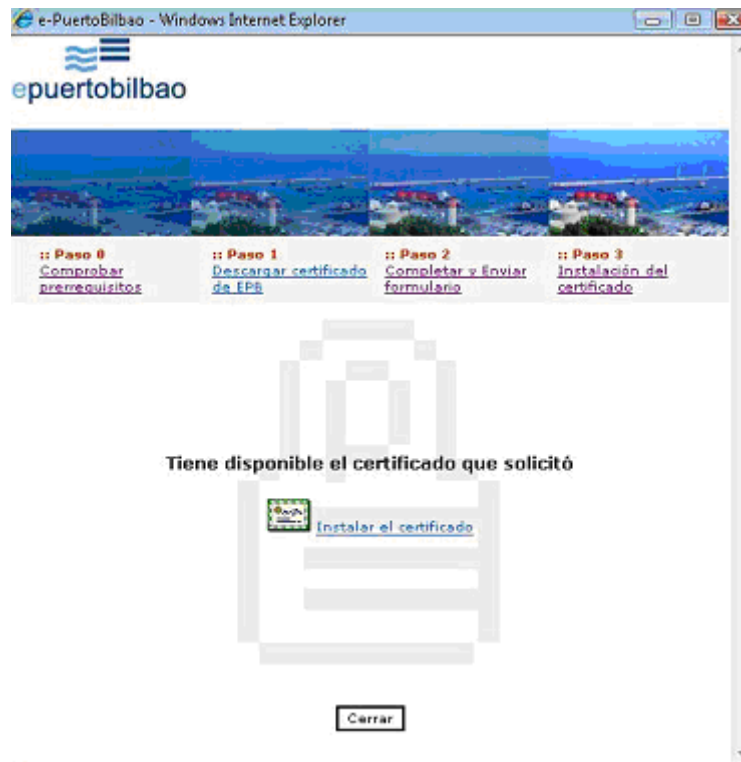 e-PuertoBilbao - Windows Internet Explorer
epuertobilbao
:: Paso 0
Comprobar
prerrequisitos
:: Paso 1
Descargar certificado
de EPB
:: Paso 2
Completar y Enviar
formulario
:: Paso 3
Instalación del
certificado
Tiene disponible el certificado que solicitó
Instalar el certificado
Cerrar